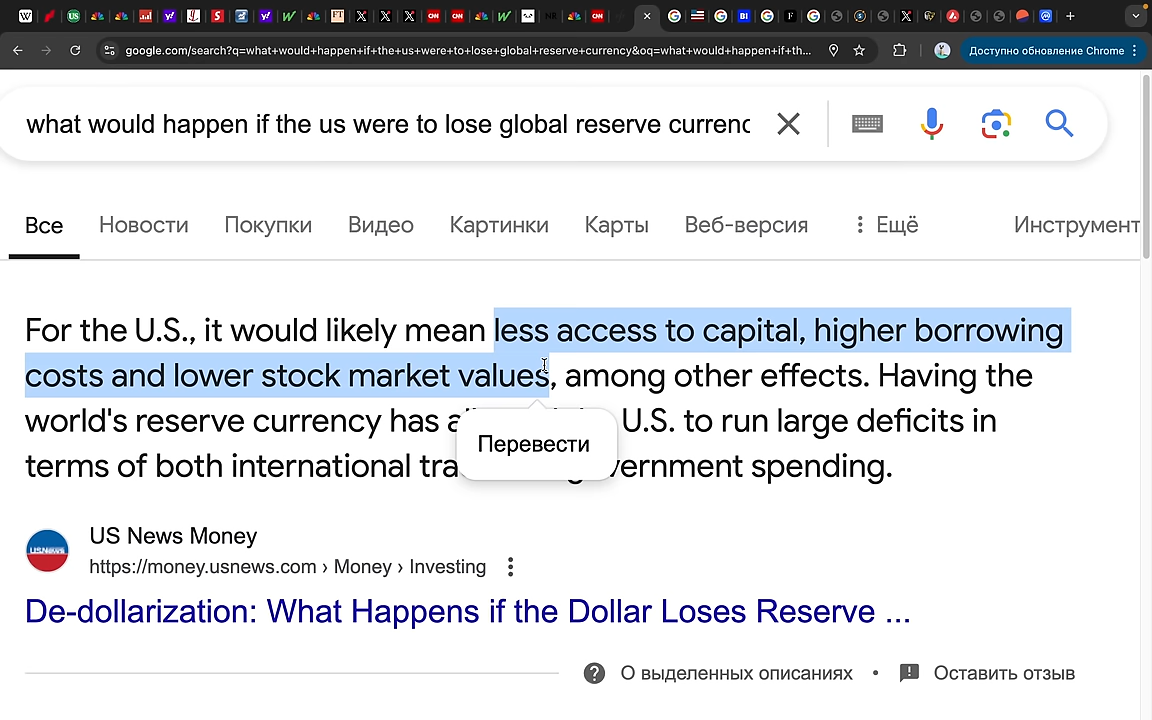 google.com/search?q=what+would+happen+if+the+us+were+to+lose+global+reserve+currency&oq=what+would+happen+if+th...
Доступно обновление Chrome
what would happen if the us were to lose global reserve currenc
Все Новости Покупки Видео Картинки Карты Веб-версия Ещё Инструмент
For the U.S., it would likely mean less access to capital, higher borrowing
costs and lower stock market values, among other effects. Having the
world's reserve currency has U.S. to run large deficits in
terms of both international spending.
Перевести
US News Money
https://money.usnews.com › Money › Investing
De-dollarization: What Happens if the Dollar Loses Reserve ...
О выделенных описаниях • Оставить отзыв